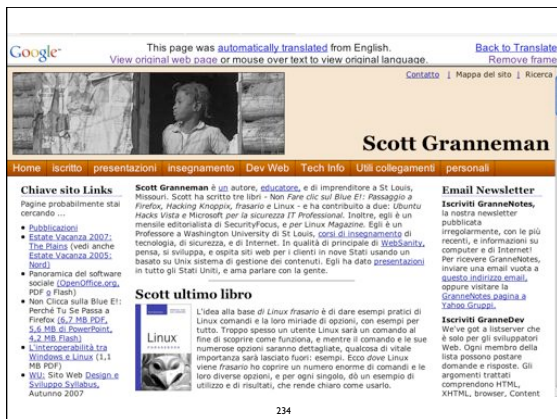 Google
This page was automatically translated from English.
View original web page or mouse over text to view original language.
Back to Translate
Remove frame
Contatto | Mappa del sito | Ricerca
Scott Granneman
Home iscritto presentazioni insegnamento Dev Web Tech Info Utili collegamenti personali
Chiave sito Links
Pagine probabilmente stai
cercando ...
Pubblicazioni
Estate Vacanza 2007:
The Plains (vedi anche
Estate Vacanza 2005:
Nord)
Panoramica del software
sociale (OpenOffice.org,
PDF o Flash)
Non Clicca sulla Blue E!:
Perché Tu Se Passa a
Firefox (6,7 MB PDF,
5,6 MB di PowerPoint,
4,2 MB Flash)
L'interoperabilità tra
Windows e Linux (1,1
MB PDF)
WU: Sito Web Design e
Sviluppo Syllabus,
Autunno 2007
Scott Granneman è un autore, educatore, e di imprenditore a St Louis,
Missouri. Scott ha scritto tre libri - Non Fare clic sul Blue E!: Passaggio a
Firefox, Hacking Knoppix, frasario e Linux - e ha contribuito a due: Ubuntu
Hacks Vista e Microsoft per la sicurezza IT Professional. Inoltre, egli è un
mensile editorialista di SecurityFocus, e per Linux Magazine. Egli è un
Professore a Washington University di St Louis, corsi di insegnamento di
tecnologia, di sicurezza, e di Internet. In qualità di principale di WebSanity,
pensa, si sviluppa, e ospita siti web per i clienti in nove Stati usando un
basato su Unix sistema di gestione dei contenuti. Egli ha dato presentazioni
in tutto gli Stati Uniti, e ama parlare con la gente.
Scott ultimo libro
Linux
L'idea alla base di Linux frasario è di dare esempi pratici di
Linux comandi e la loro miriade di opzioni, con esempi per
tutto. Troppo spesso un utente Linux sarà un comando al
fine di scoprire come funziona, e mentre il comando e le sue
numerose opzioni saranno dettagliate, qualcosa di vitale
importanza sarà lasciato fuori: esempi. Ecco dove Linux
viene frasario ho coprire un numero enorme di comandi e le
loro diverse opzioni, e per ogni singolo, dò un esempio di
utilizzo e di risultati, che rende chiaro come usarlo.
Email Newsletter
Iscriviti GranneNotes,
la nostra newsletter
pubblicata
irregolarmente, con le più
recenti, e informazioni su
computer e di Internet!
Per ricevere GranneNotes,
inviare una email vuota a
questo indirizzo email,
oppure visitare la
GranneNotes pagina a
Yahoo Gruppi.
Iscriviti GranneDev
We've got a listserver che
è solo per gli sviluppatori
Web. Ogni membro della
lista possono postare
domande e risposte. Gli
argomenti trattati
comprendono HTML,
XHTML, browser, Content
234